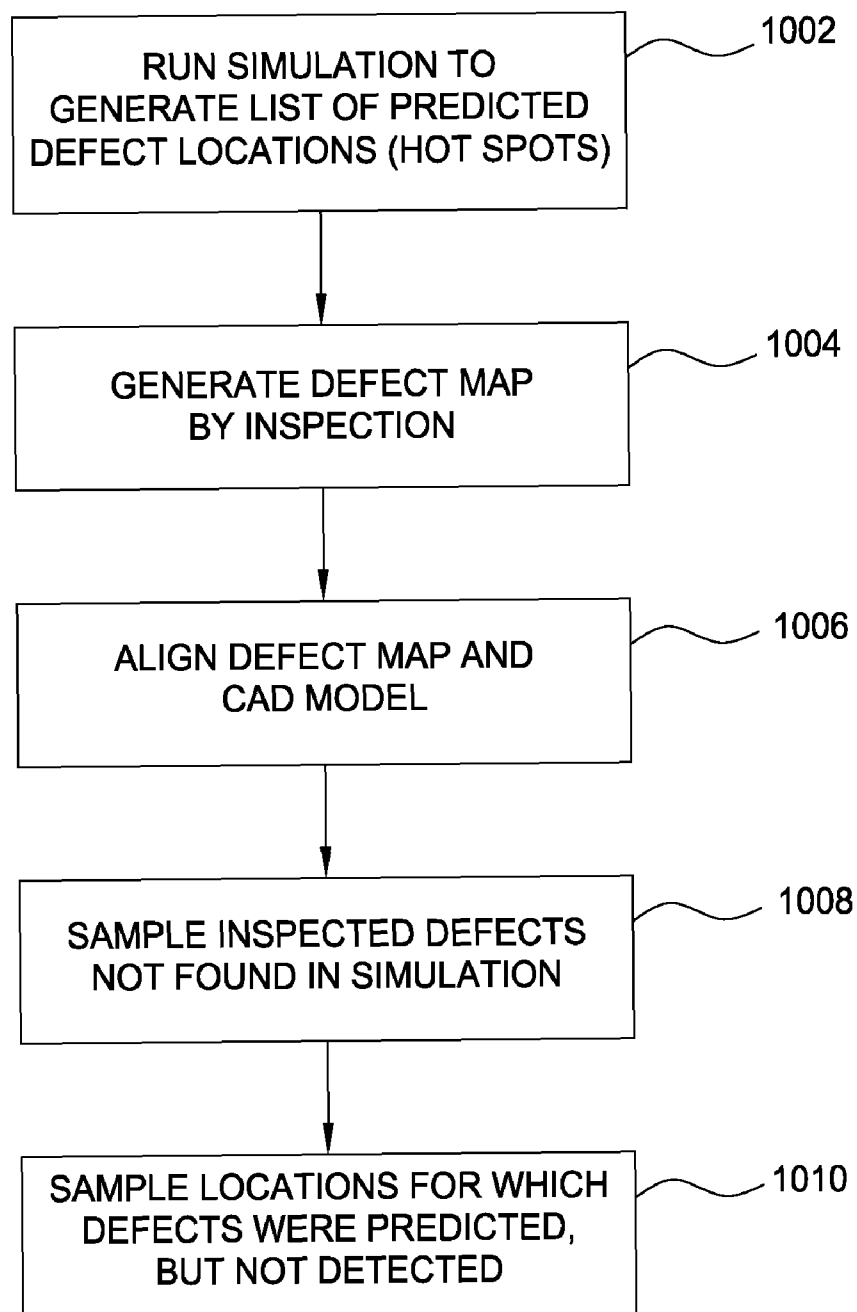 1002
RUN SIMULATION TO
GENERATE LIST OF PREDICTED
DEFECT LOCATIONS (HOT SPOTS)
1004
GENERATE DEFECT MAP
BY INSPECTION
1006
ALIGN DEFECT MAP AND
CAD MODEL
1008
SAMPLE INSPECTED DEFECTS
NOT FOUND IN SIMULATION
1010
SAMPLE LOCATIONS FOR WHICH
DEFECTS WERE PREDICTED,
BUT NOT DETECTED